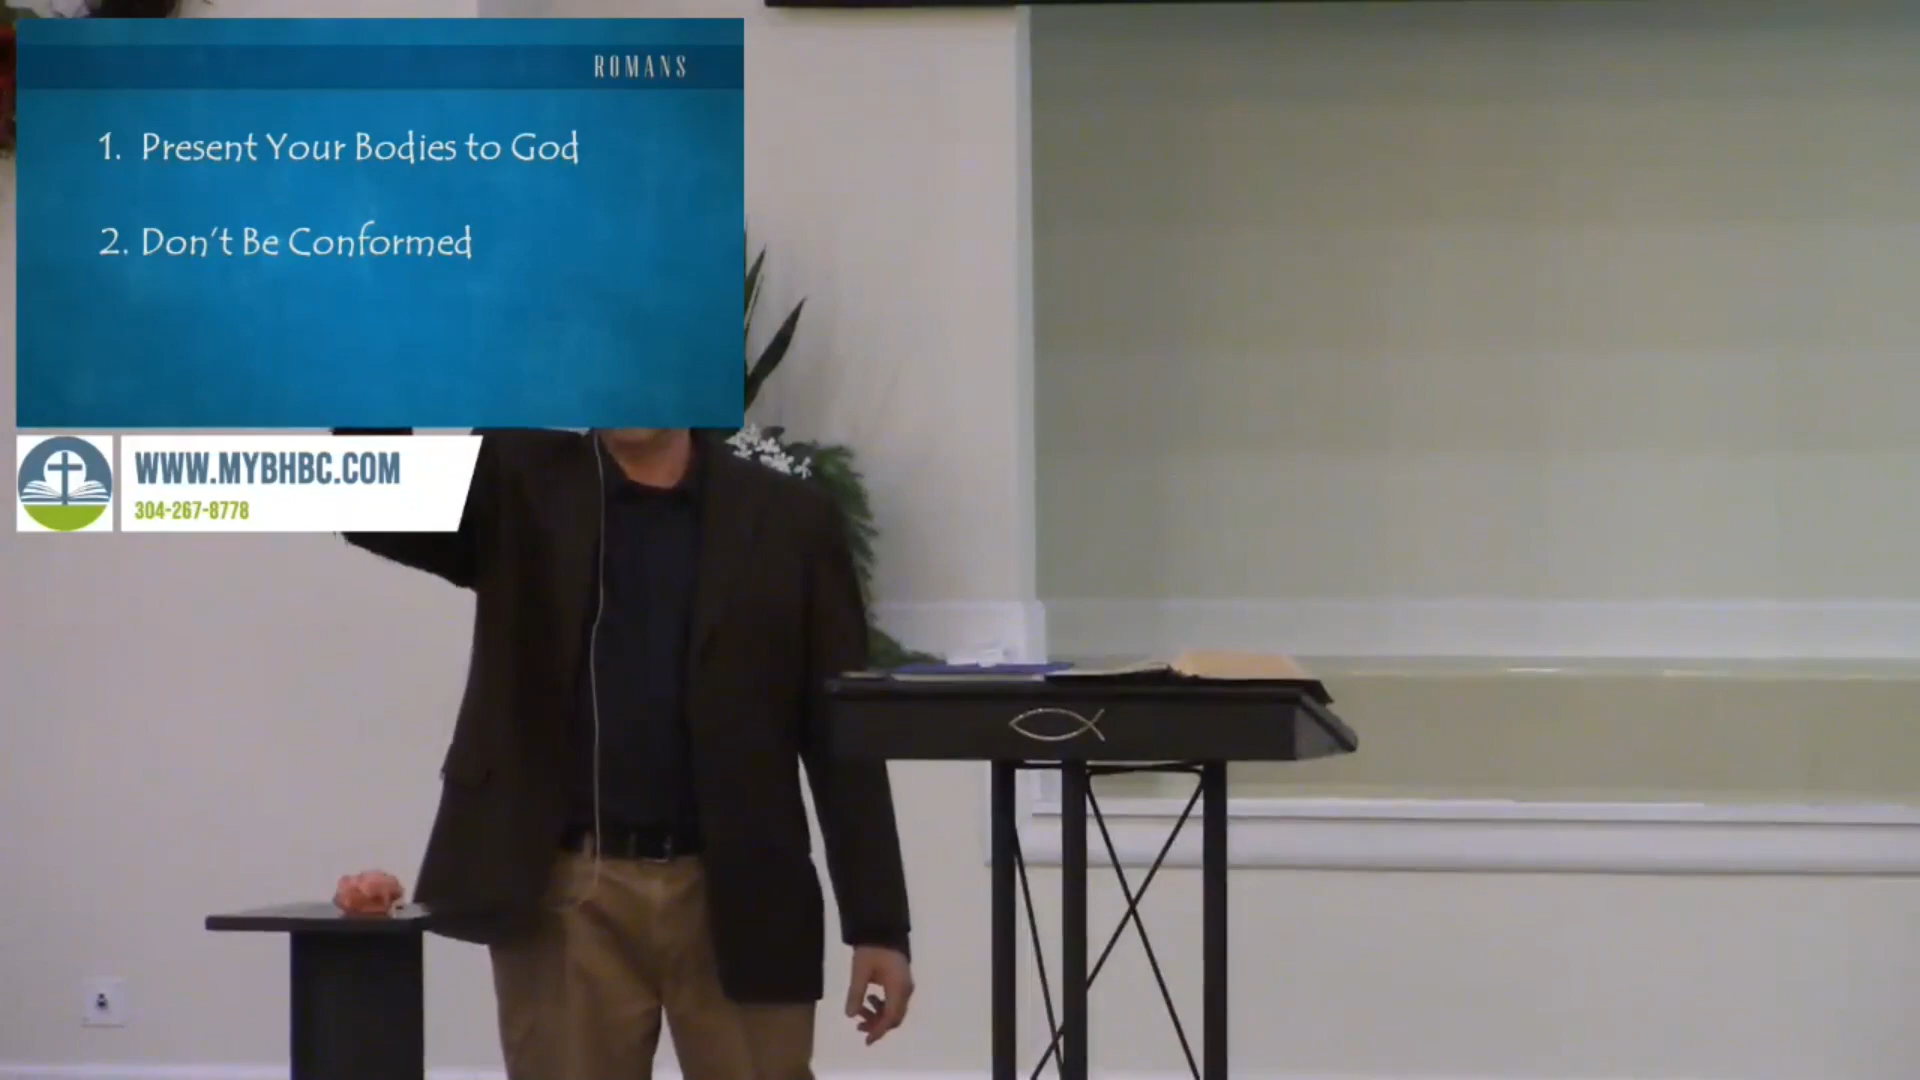 ROMANS
1. Present Your Bodies to God
2. Don't Be Conformed
WWW.MYBHBC.COM
304-267-8778